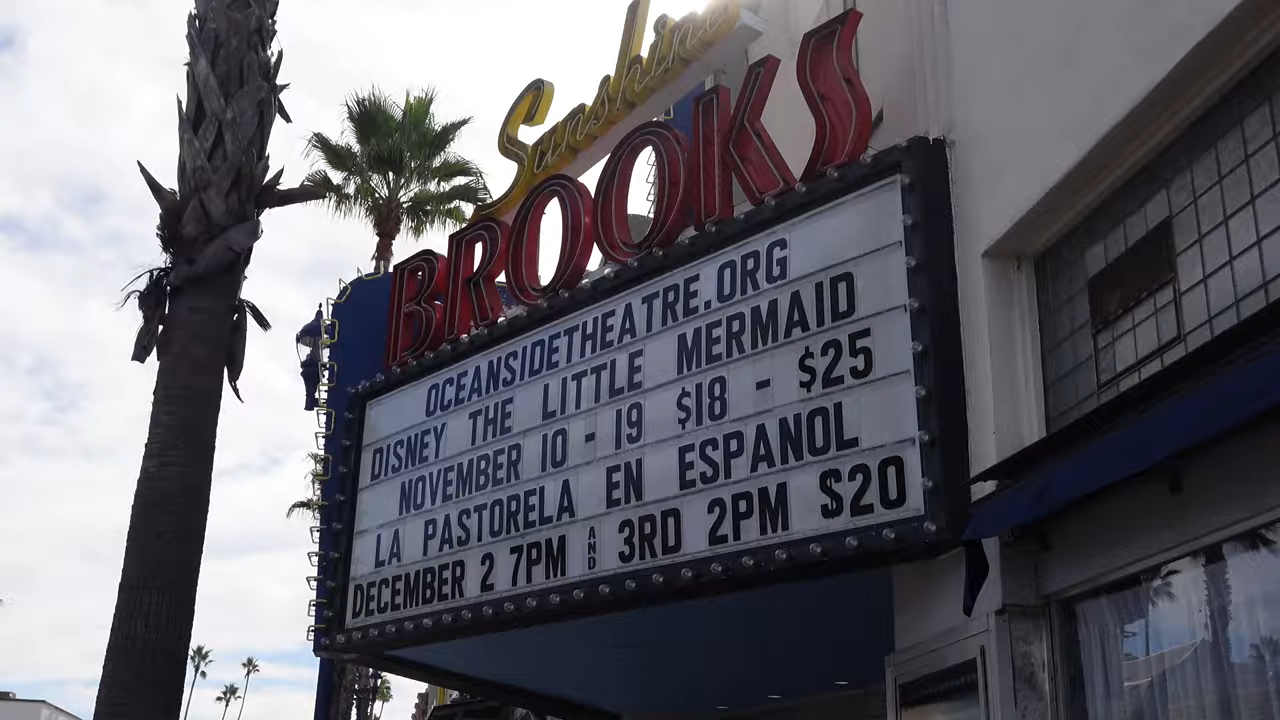 Sunshine
BROOKS
OCEANSIDETHEATRE.ORG
DISNEY THE LITTLE MERMAID
NOVEMBER 10 - 19 $18 - $25
LA PASTORELA EN ESPANOL
DECEMBER 2 7PM AND 3RD 2PM $20